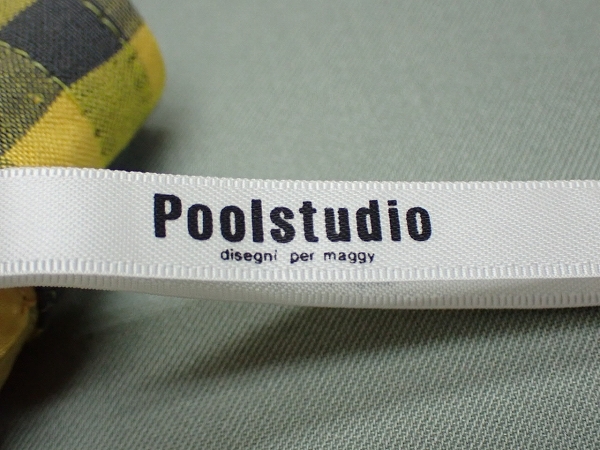 Poolstudio
disegni per maggy